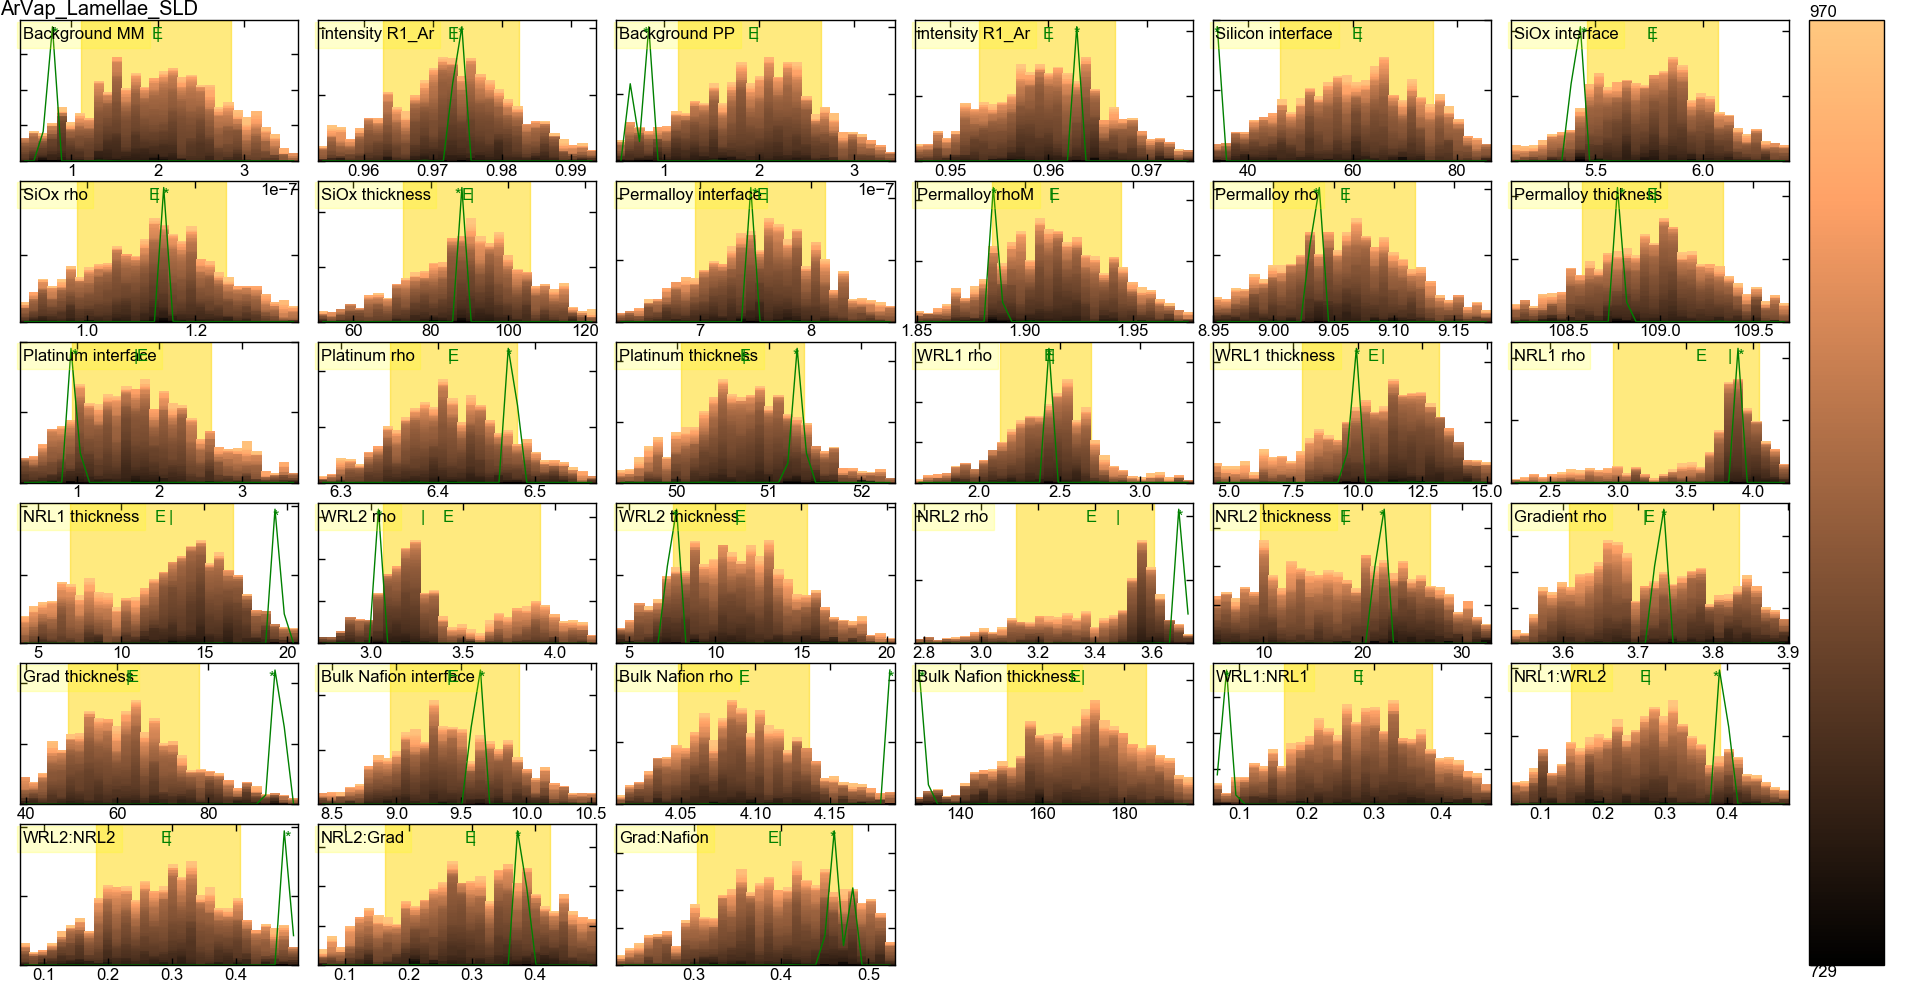 ArVap_Lamellae_SLD
970
Background MM E
intensity R1_Ar E
Background PP E
intensity R1_Ar E
Silicon interface E
SiOx interface E
1 2 3
0.96 0.97 0.98 0.99
1 2 3
0.95 0.96 0.97
40 60 80
5.5 6.0
1e-7
1e-7
SiOx rho E
SiOx thickness E
Permalloy interface E
Permalloy rhoM E
Permalloy rho E
Permalloy thickness E
1.0 1.2
60 80 100 120
7 8
1.85 1.90 1.95
8.95 9.00 9.05 9.10 9.15
108.5 109.0 109.5
Platinum interface E
Platinum rho E
Platinum thickness E
WRL1 rho E
WRL1 thickness E
NRL1 rho E
1 2 3
6.3 6.4 6.5
50 51 52
2.0 2.5 3.0
5.0 7.5 10.0 12.5 15.0
2.5 3.0 3.5 4.0
NRL1 thickness E
WRL2 rho E
WRL2 thickness E
NRL2 rho E
NRL2 thickness E
Gradient rho E
5 10 15 20
3.0 3.5 4.0
5 10 15 20
2.8 3.0 3.2 3.4 3.6
10 20 30
3.6 3.7 3.8 3.9
Grad thickness E
Bulk Nafion interface E
Bulk Nafion rho E
Bulk Nafion thickness E
WRL1:NRL1 E
NRL1:WRL2 E
40 60 80
8.5 9.0 9.5 10.0 10.5
4.05 4.10 4.15
140 160 180
0.1 0.2 0.3 0.4
0.1 0.2 0.3 0.4
WRL2:NRL2 E
NRL2:Grad E
Grad:Nafion E
0.1 0.2 0.3 0.4
0.1 0.2 0.3 0.4
0.3 0.4 0.5
729